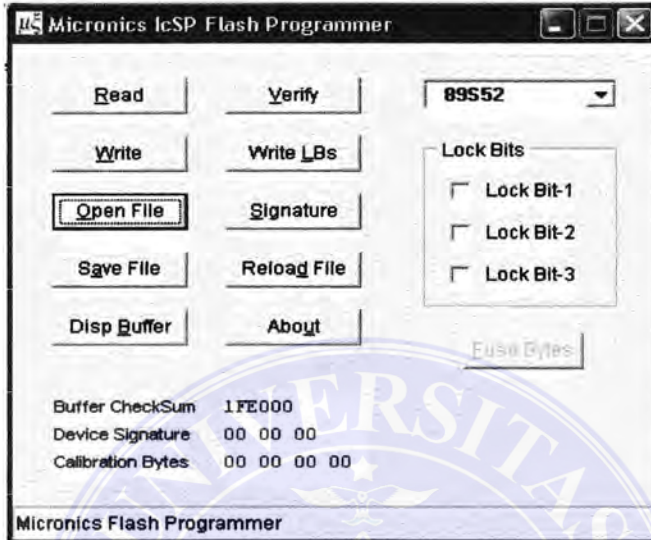 Micronics IcSP Flash Programmer
Read Verify 89S52
Write Write LBs Lock Bits
Lock Bit-1
Open File Signature Lock Bit-2
Save File Reload File Lock Bit-3
Disp Buffer About
Fuse Bytes
Buffer CheckSum 1FE000
Device Signature 00 00 00
Calibration Bytes 00 00 00 00
UNIVERSITAS
Micronics Flash Programmer